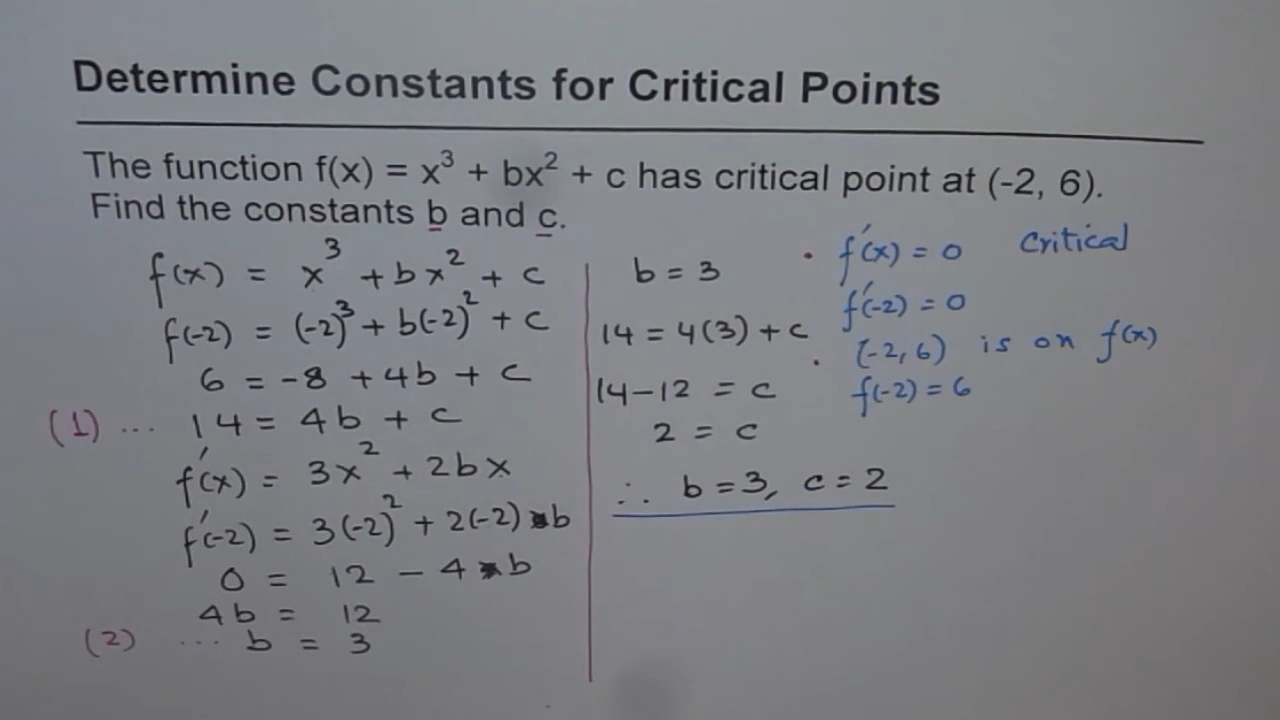 Determine Constants for Critical Points
The function f(x) = x³ + bx² + c has critical point at (-2, 6).
Find the constants b and c.
f(x) = x³ + bx² + c
f(-2) = (-2)³ + b(-2)² + c
6 = -8 + 4b + c
(1) ... 14 = 4b + c
f'(x) = 3x² + 2bx
f'(-2) = 3(-2)² + 2(-2) b
0 = 12 - 4 b
4b = 12
(2) ... b = 3
b = 3
14 = 4(3) + c
14-12 = c
2 = c
∴ b = 3, c = 2
• f'(x) = 0 Critical
f'(-2) = 0
• (-2, 6) is on f(x)
f(-2) = 6